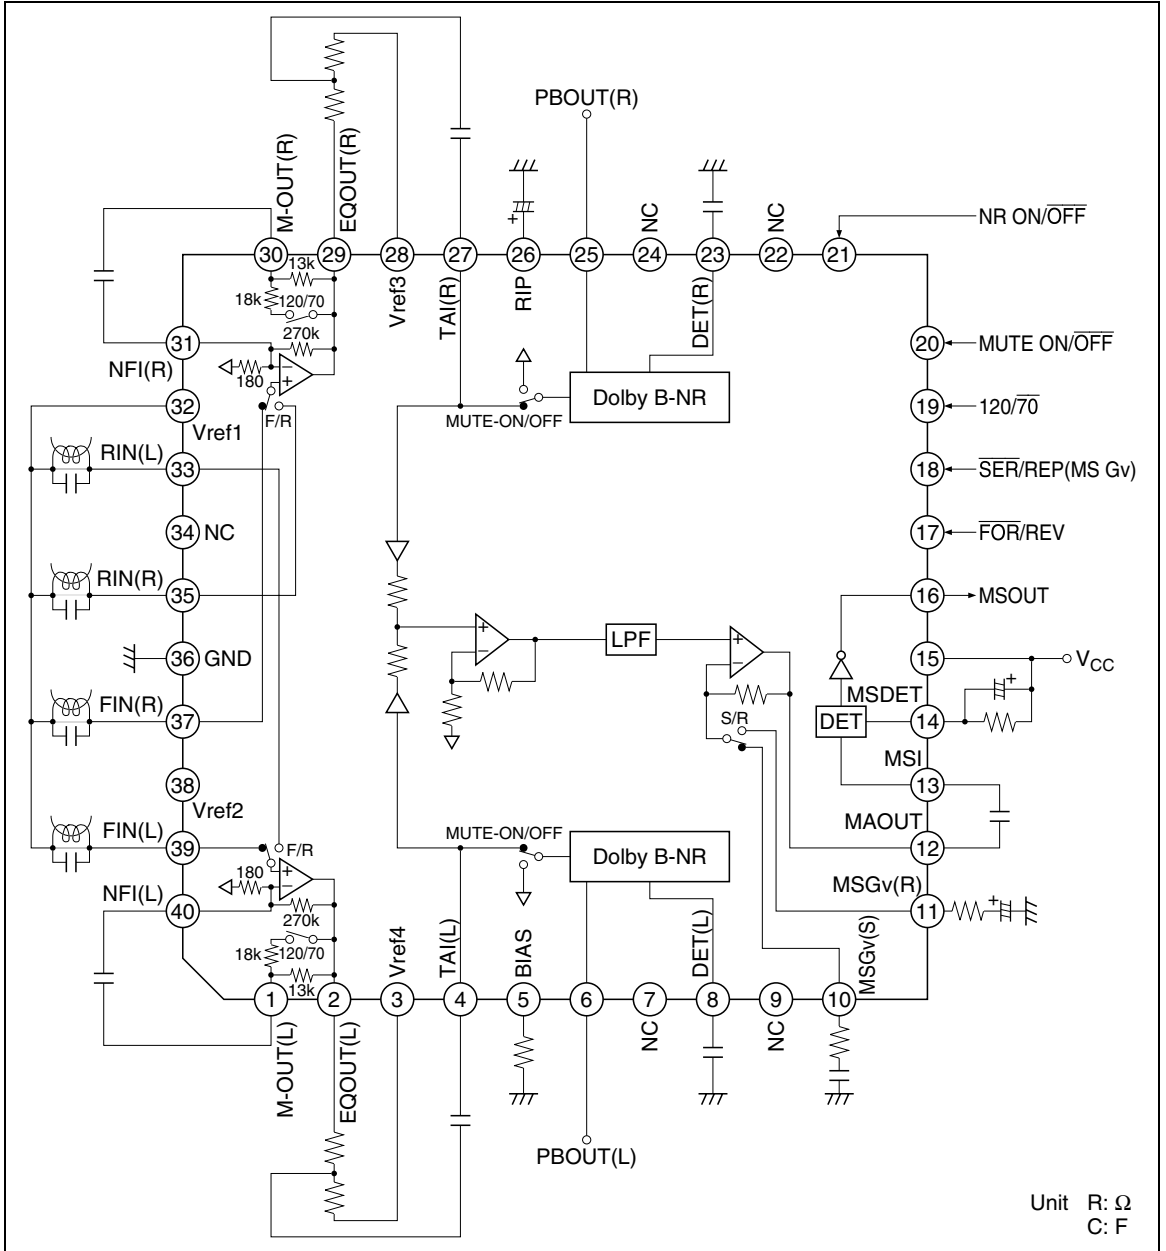 PBOUT(R)
M-OUT(R)
EQOUT(R)
+
NC
NC
NR ON/OFF
30
29
28
27
26
25
24
23
22
21
13k
18k
120/70
270k
Vref3
TAI(R)
RIP
DET(R)
31
NFI(R)
180
−
+
F/R
MUTE-ON/OFF
Dolby B-NR
20
MUTE ON/OFF
32
Vref1
19
120/70
RIN(L)
33
18
SER/REP(MS Gv)
34
NC
17
FOR/REV
RIN(R)
35
16
MSOUT
36
GND
+
−
LPF
+
−
15
VCC
MSDET
+
FIN(R)
37
S/R
DET
14
38
Vref2
MSI
13
MAOUT
FIN(L)
39
F/R
MUTE-ON/OFF
Dolby B-NR
12
180
+
−
NFI(L)
40
270k
MSGv(R)
11
+
18k
120/70
13k
Vref4
TAI(L)
BIAS
DET(L)
MSGv(S)
1
2
3
4
5
6
7
8
9
10
M-OUT(L)
EQOUT(L)
NC
NC
PBOUT(L)
Unit R: Ω
C: F